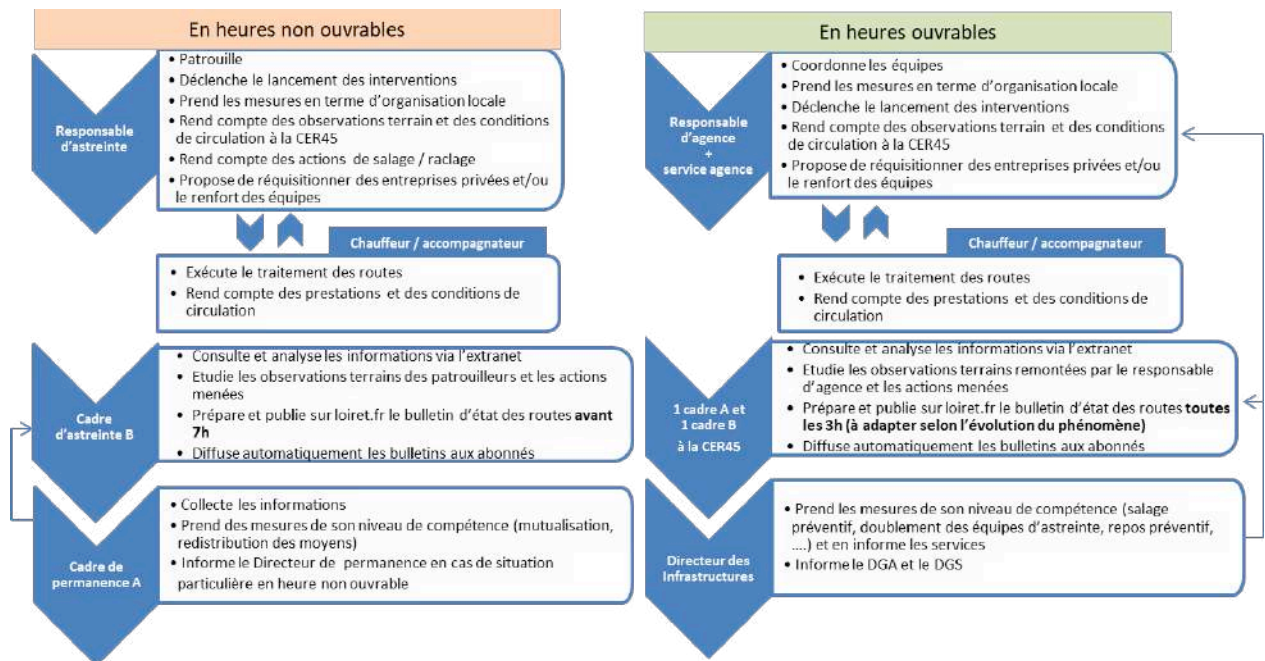 En heures non ouvrables
Responsable
d'astreinte
• Patrouille
• Déclenche le lancement des interventions
• Prend les mesures en terme d'organisation locale
• Rend compte des observations terrain et des conditions
de circulation à la CER45
• Rend compte des actions de salage / raclage
• Propose de réquisitionner des entreprises privées et/ou
le renfort des équipes
Chauffeur / accompagnateur
• Exécute le traitement des routes
• Rend compte des prestations et des conditions de
circulation
Cadre
d'astreinte B
• Consulte et analyse les informations via l'extranet
• Etudie les observations terrains des patrouilleurs et les actions
menées
• Prépare et publie sur loiret.fr le bulletin d'état des routes avant
7h
• Diffuse automatiquement les bulletins aux abonnés
Cadre de
permanence A
• Collecte les informations
• Prend des mesures de son niveau de compétence (mutualisation,
redistribution des moyens)
• Informe le Directeur de permanence en cas de situation
particulière en heure non ouvrable
En heures ouvrables
Responsable
d'agence
+
service agence
• Coordonne les équipes
• Prend les mesures en terme d'organisation locale
• Déclenche le lancement des interventions
• Rend compte des observations terrain et des conditions
de circulation à la CER45
• Propose de réquisitionner des entreprises privées et/ou
le renfort des équipes
Chauffeur / accompagnateur
• Exécute le traitement des routes
• Rend compte des prestations et des conditions de
circulation
1 cadre A et
1 cadre B
à la CER45
• Consulte et analyse les informations via l'extranet
• Etudie les observations terrains remontées par le responsable
d'agence et les actions menées
• Prépare et publie sur loiret.fr le bulletin d'état des routes toutes
les 3h (à adapter selon l'évolution du phénomène)
• Diffuse automatiquement les bulletins aux abonnés
Directeur des
Infrastructures
• Prend les mesures de son niveau de compétence (salage
préventif, doublement des équipes d'astreinte, repos préventif,
....) et en informe les services
• Informe le DGA et le DGS